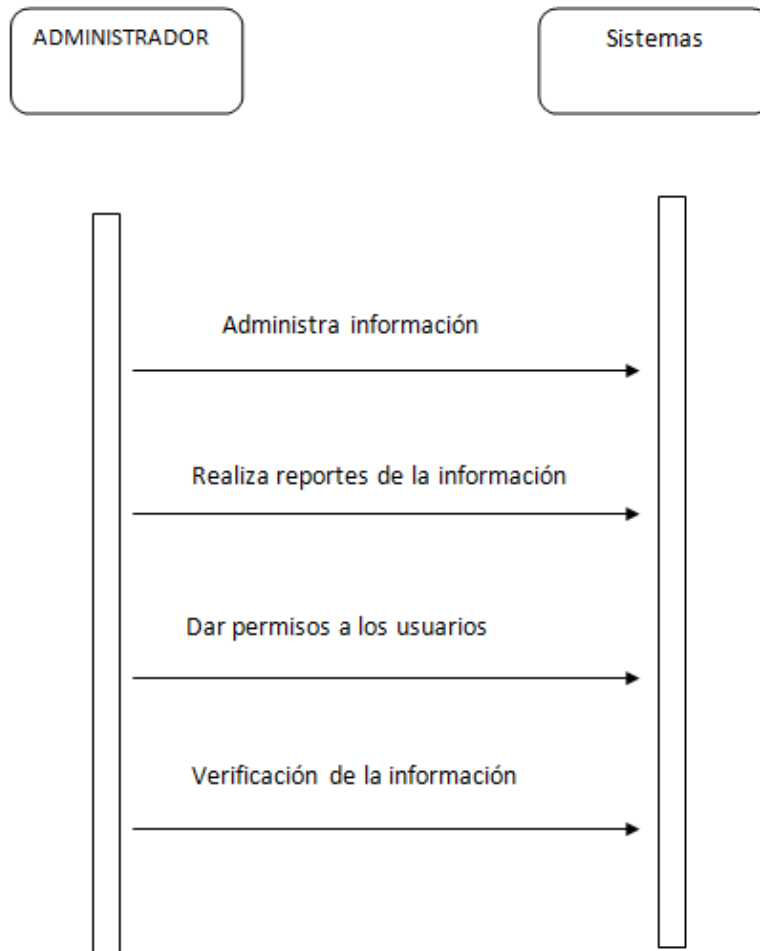 ADMINISTRADOR
Sistemas
Administra información
Realiza reportes de la información
Dar permisos a los usuarios
Verificación de la información